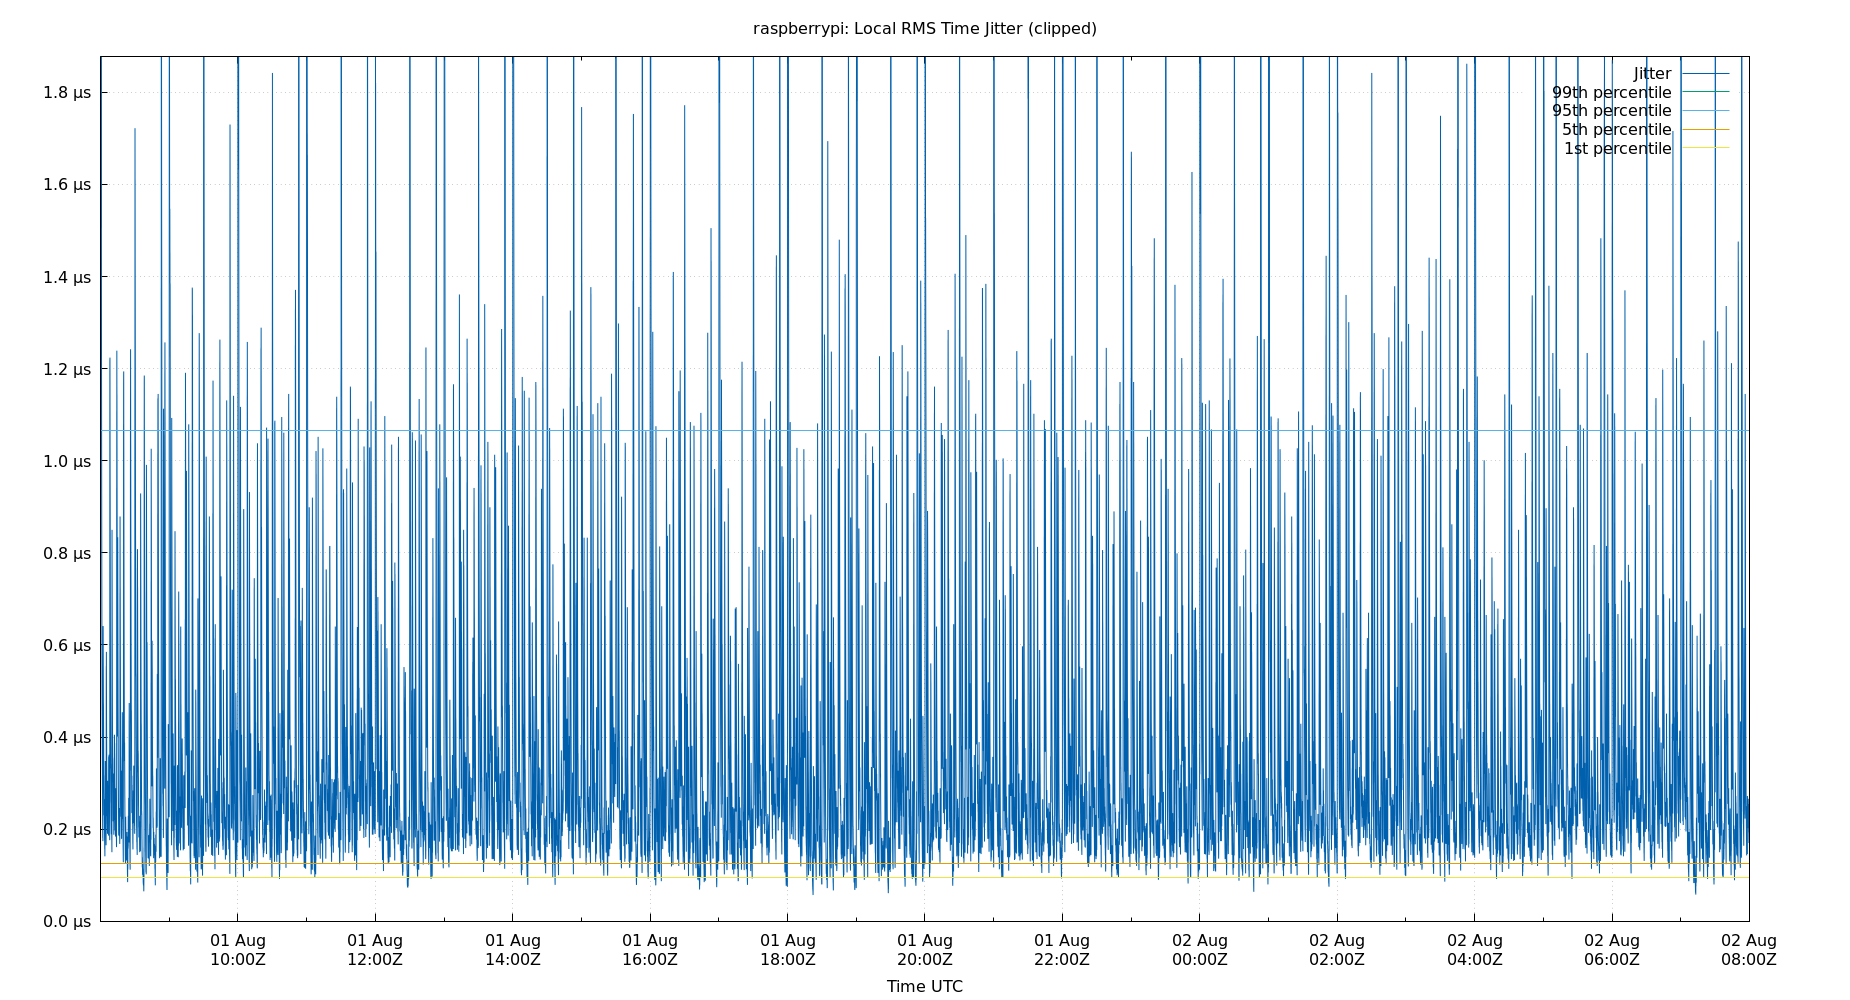 raspberrypi: Local RMS Time Jitter (clipped)
Jitter
99th percentile
95th percentile
5th percentile
1st percentile
1.8 µs
1.6 µs
1.4 µs
1.2 µs
1.0 µs
0.8 µs
0.6 µs
0.4 µs
0.2 µs
0.0 µs
01 Aug 01 Aug 01 Aug 01 Aug 01 Aug 01 Aug 01 Aug 02 Aug 02 Aug 02 Aug 02 Aug 02 Aug
10:00Z 12:00Z 14:00Z 16:00Z 18:00Z 20:00Z 22:00Z 00:00Z 02:00Z 04:00Z 06:00Z 08:00Z
Time UTC